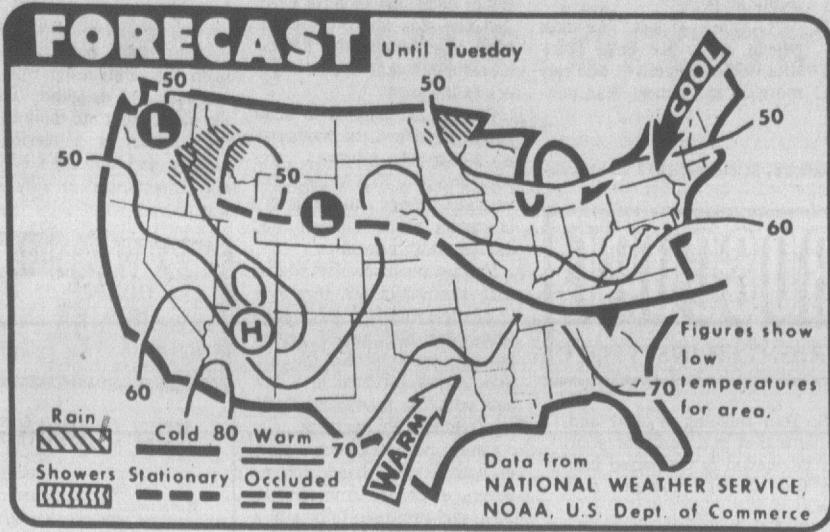 FORECAST
Until Tuesday
50
50
COOL
50
L
50
50
L
60
H
Figures show
low
temperatures
for area.
70
60
80
70
WARM
Rain
Cold
Warm
Showers
Stationary
Occluded
Data from
NATIONAL WEATHER SERVICE,
NOAA, U.S. Dept. of Commerce